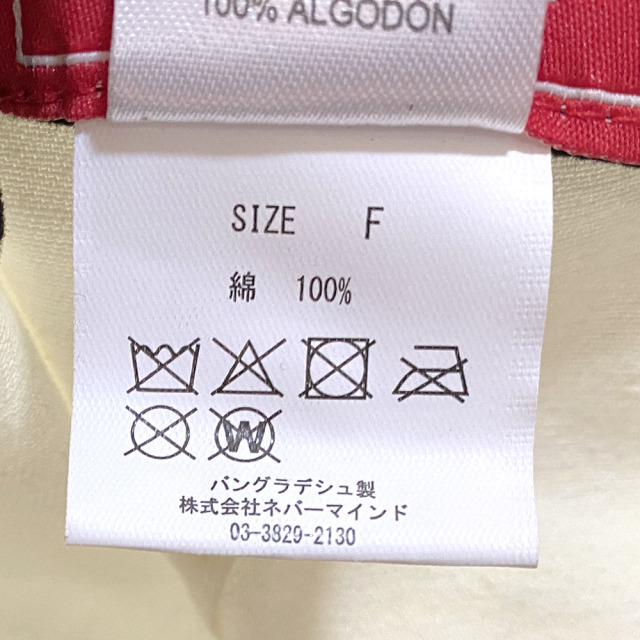 100% ALGODON
SIZE F
綿 100%
W
バングラデシュ製
株式会社ネバーマインド
03-3829-2130